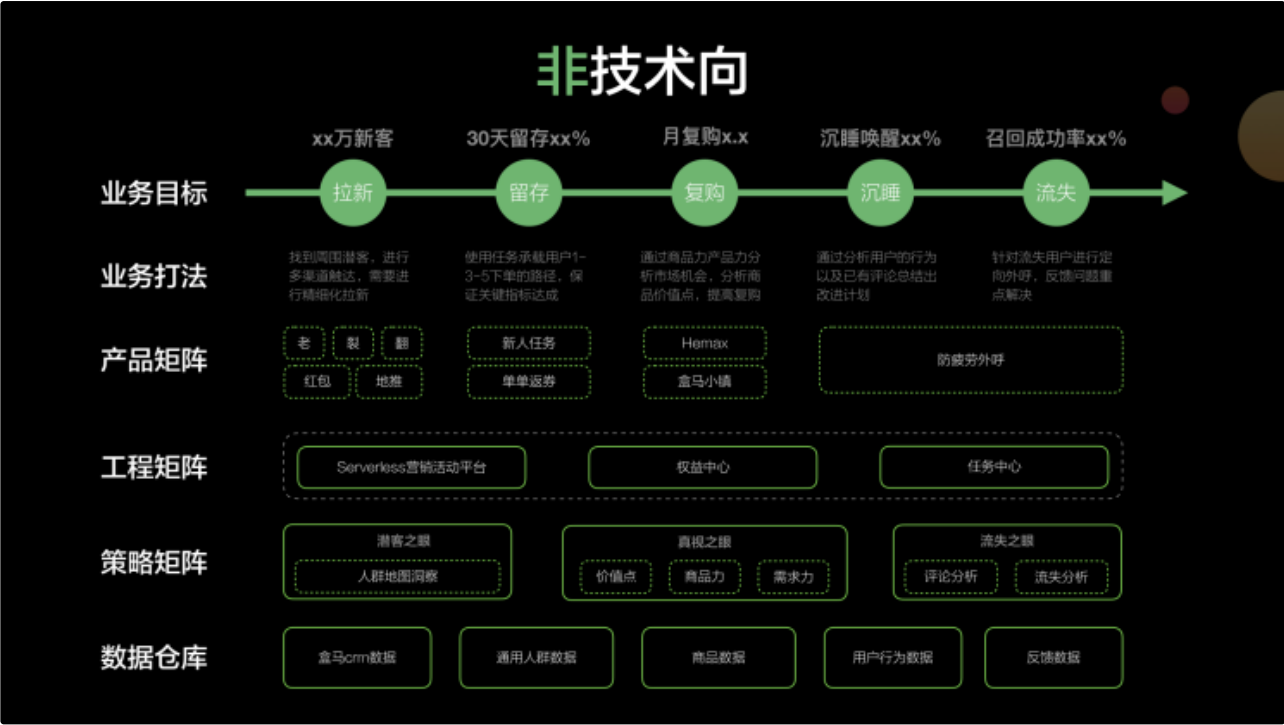 非技术向
xx万新客
30天留存xx%
月复购x.x
沉睡唤醒xx%
召回成功率xx%
业务目标
拉新
留存
复购
沉睡
流失
业务打法
找到周围潜客，进行
多渠道触达，需要进
行精细化拉新
使用任务承载用户1-
3-5下单的路径，保
证关键指标达成
通过商品力产品力分
析市场机会，分析商
品价值点，提高复购
通过分析用户的行为
以及已有评论总结出
改进计划
针对流失用户进行定
向外呼，反馈问题重
点解决
产品矩阵
老
裂
翻
红包
地推
新人任务
单单返券
Hemax
盒马小镇
防疲劳外呼
工程矩阵
Serverless营销活动平台
权益中心
任务中心
策略矩阵
潜客之眼
人群地图洞察
真视之眼
价值点
商品力
需求力
流失之眼
评论分析
流失分析
数据仓库
盒马crm数据
通用人群数据
商品数据
用户行为数据
反馈数据